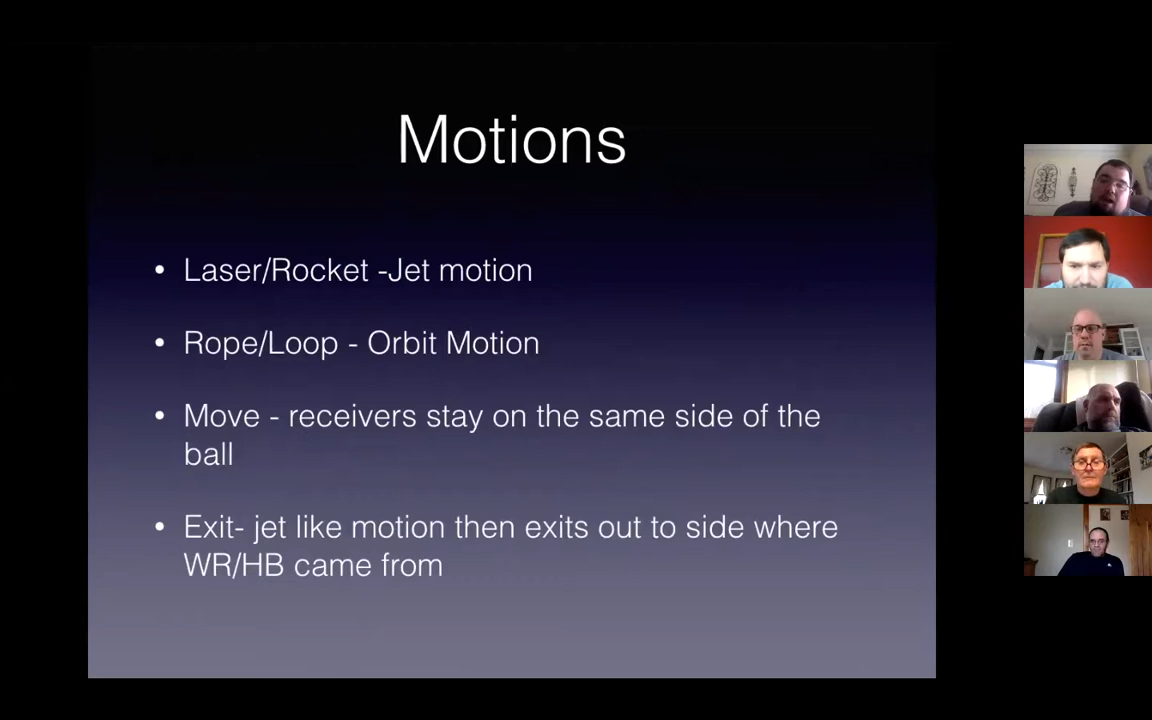 Motions
• Laser/Rocket -Jet motion
• Rope/Loop - Orbit Motion
• Move - receivers stay on the same side of the
ball
• Exit- jet like motion then exits out to side where
WR/HB came from